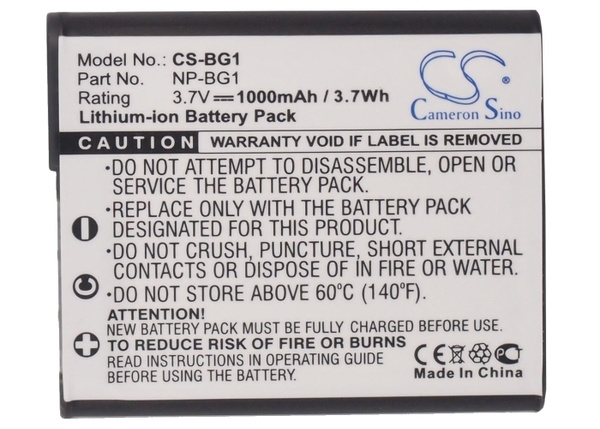 Model No.: CS-BG1
Part No. NP-BG1
Rating 3.7V⎓1000mAh / 3.7Wh
Lithium-ion Battery Pack
CS
Cameron Sino
CAUTION WARRANTY VOID IF LABEL IS REMOVED
·DO NOT ATTEMPT TO DISASSEMBLE, OPEN OR
SERVICE THE BATTERY PACK.
·REPLACE ONLY WITH THE BATTERY PACK
DESIGNATED FOR THIS PRODUCT.
·DO NOT CRUSH, PUNCTURE, SHORT EXTERNAL
CONTACTS OR DISPOSE OF IN FIRE OR WATER.
·DO NOT STORE ABOVE 60°C (140°F).
ATTENTION!
NEW BATTERY PACK MUST BE FULLY CHARGED BEFORE USE
TO REDUCE RISK OF FIRE OR BURNS
READ INSTRUCTIONS IN OPERATING GUIDE
BEFORE CHARGING AND USING BATTERY PACK
CE
Made in China